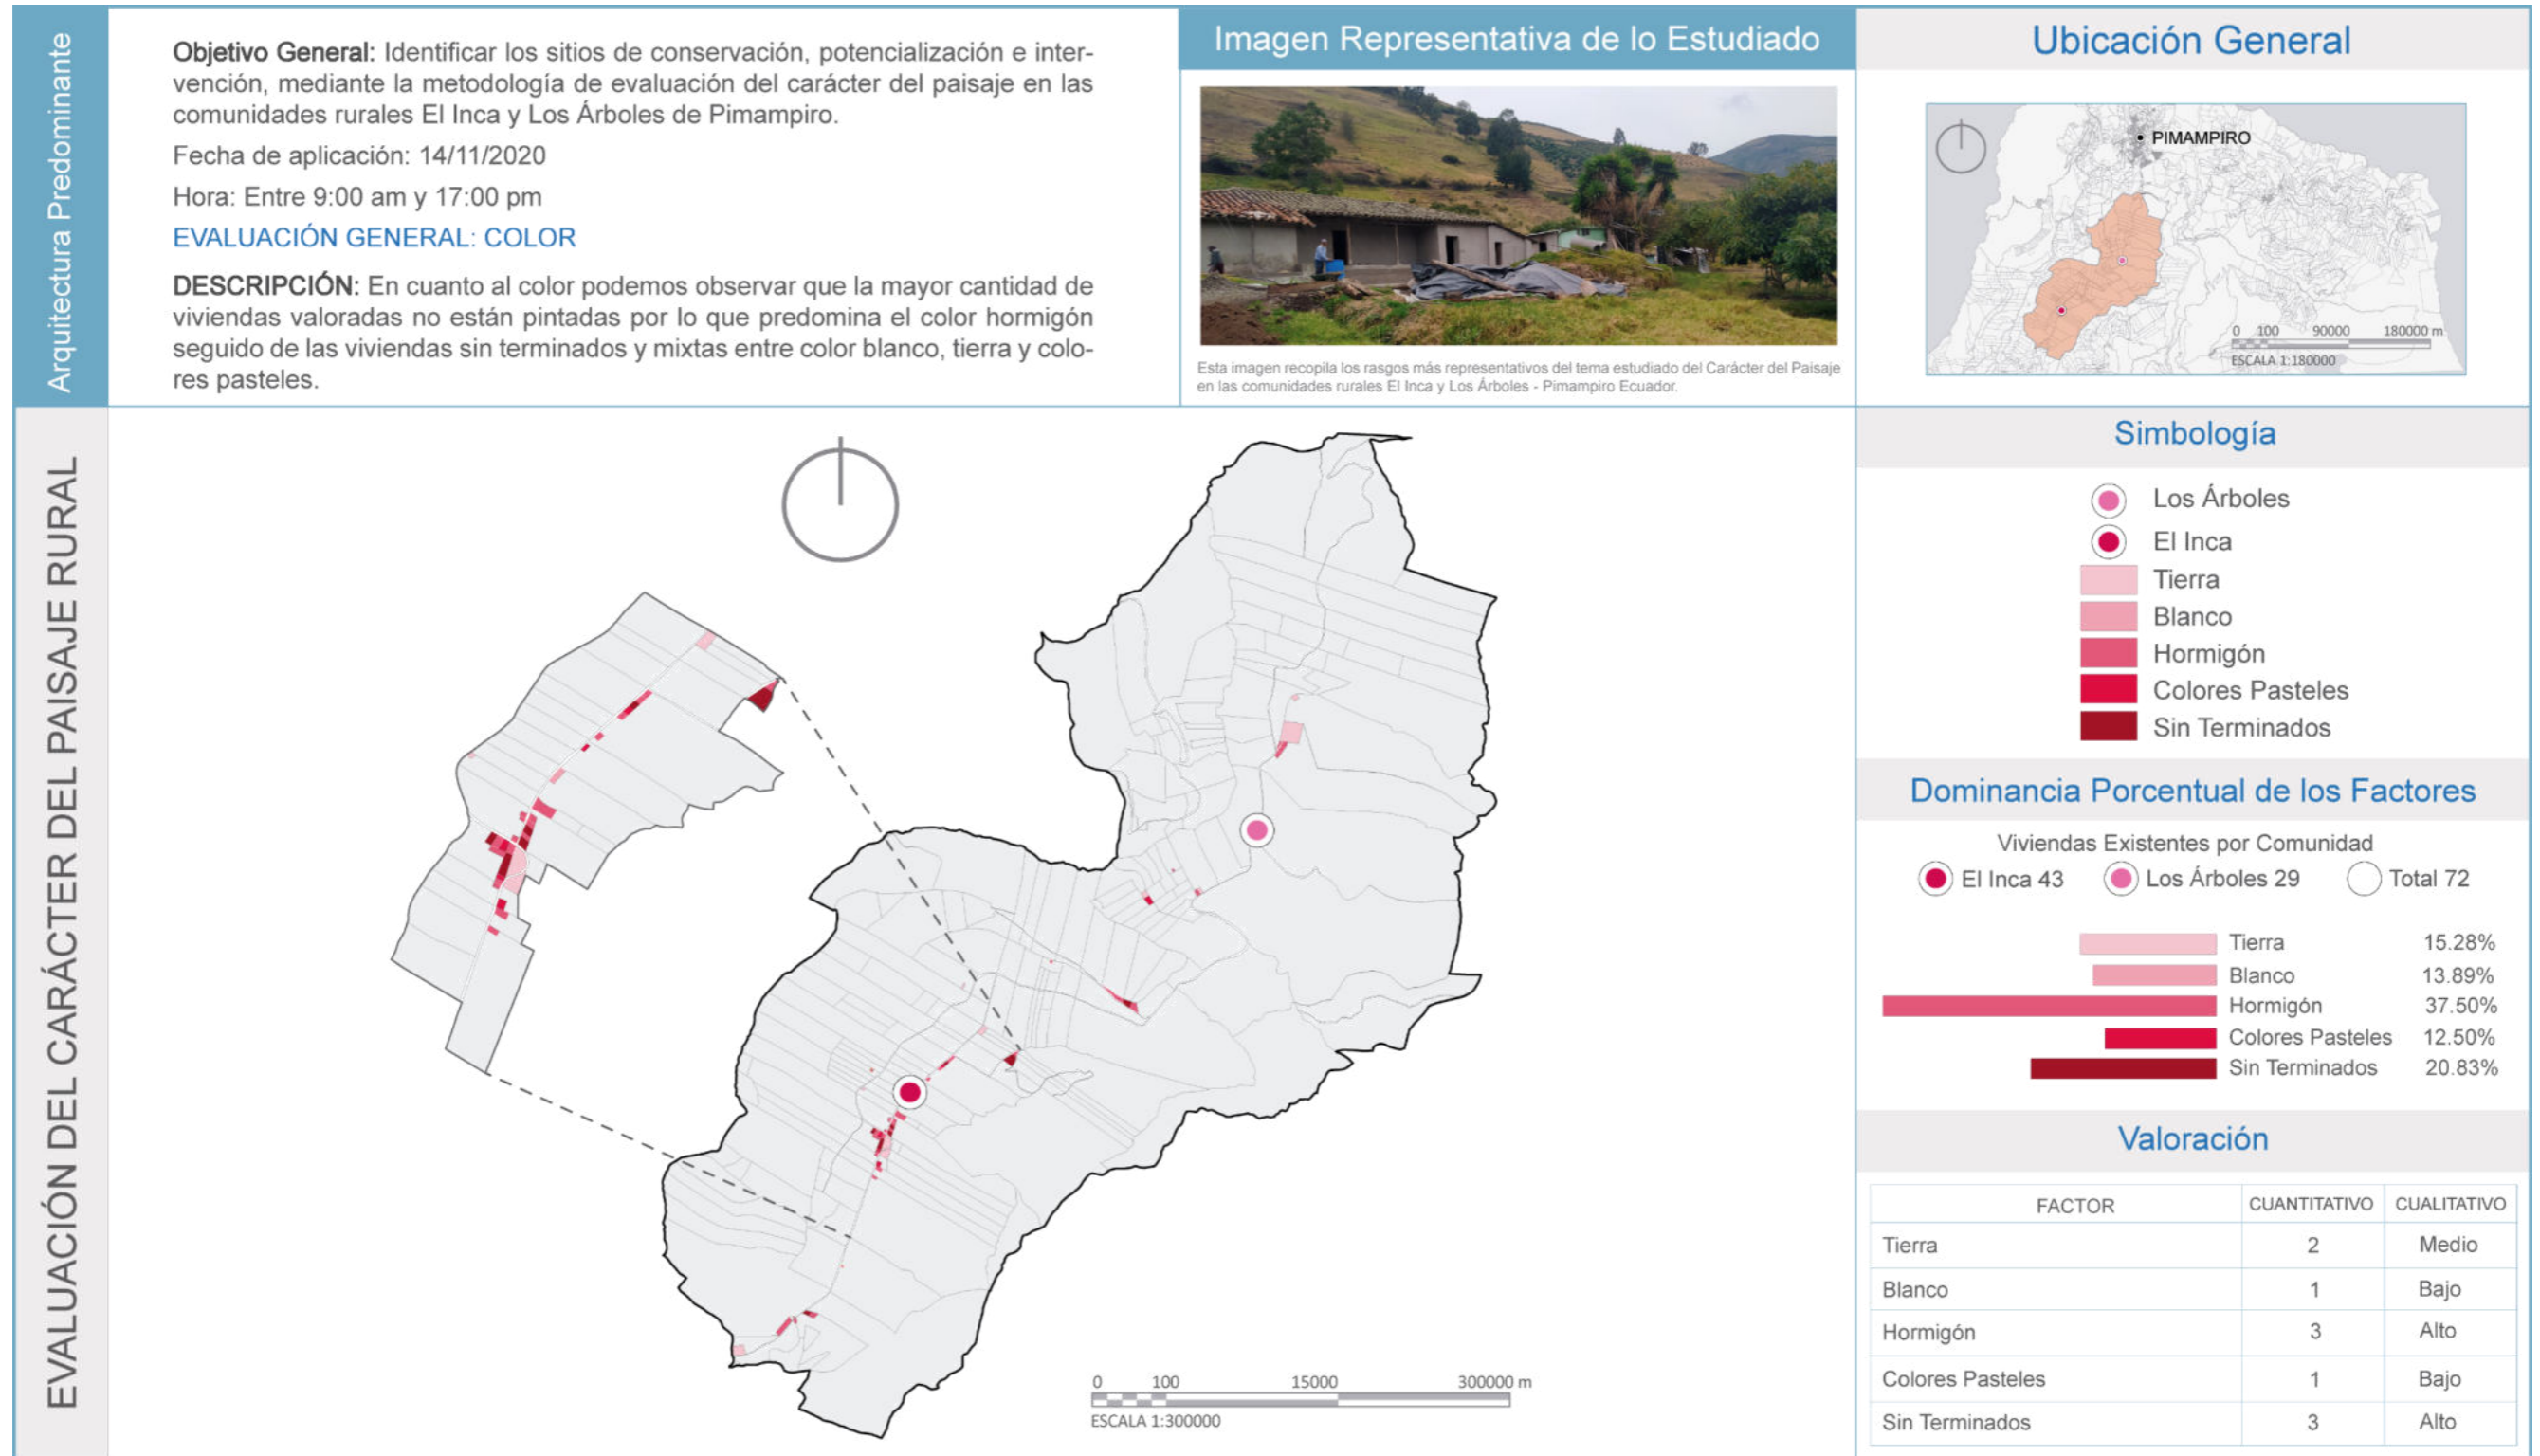 Arquitectura Predominante
Objetivo General: Identificar los sitios de conservación, potencialización e inter-
vención, mediante la metodología de evaluación del carácter del paisaje en las
comunidades rurales El Inca y Los Árboles de Pimampiro.
Fecha de aplicación: 14/11/2020
Hora: Entre 9:00 am y 17:00 pm
EVALUACIÓN GENERAL: COLOR
DESCRIPCIÓN: En cuanto al color podemos observar que la mayor cantidad de
viviendas valoradas no están pintadas por lo que predomina el color hormigón
seguido de las viviendas sin terminados y mixtas entre color blanco, tierra y colo-
res pasteles.
Imagen Representativa de lo Estudiado
Esta imagen recopila los rasgos más representativos del tema estudiado del Carácter del Paisaje
en las comunidades rurales El Inca y Los Árboles - Pimampiro Ecuador.
Ubicación General
PIMAMPIRO
0 100 90000 180000 m
ESCALA 1:180000
EVALUACIÓN DEL CARÁCTER DEL PAISAJE RURAL
0 100 15000 300000 m
ESCALA 1:300000
Simbología
Los Árboles
El Inca
Tierra
Blanco
Hormigón
Colores Pasteles
Sin Terminados
Dominancia Porcentual de los Factores
Viviendas Existentes por Comunidad
El Inca 43 Los Árboles 29 Total 72
Tierra 15.28%
Blanco 13.89%
Hormigón 37.50%
Colores Pasteles 12.50%
Sin Terminados 20.83%
Valoración
FACTOR CUANTITATIVO CUALITATIVO
Tierra 2 Medio
Blanco 1 Bajo
Hormigón 3 Alto
Colores Pasteles 1 Bajo
Sin Terminados 3 Alto